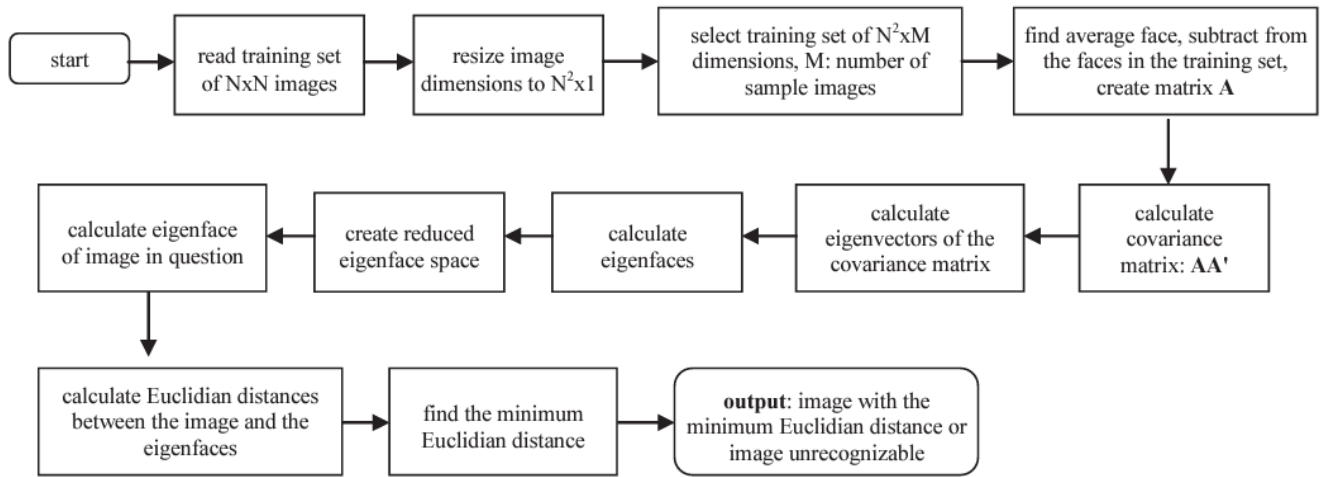 start
read training set
of NxN images
resize image
dimensions to N²x1
select training set of N²xM
dimensions, M: number of
sample images
find average face, subtract from
the faces in the training set,
create matrix A
calculate
covariance
matrix: AA'
calculate
eigenvectors of the
covariance matrix
calculate
eigenfaces
create reduced
eigenface space
calculate eigenface
of image in question
calculate Euclidian distances
between the image and the
eigenfaces
find the minimum
Euclidian distance
output: image with the
minimum Euclidian distance or
image unrecognizable